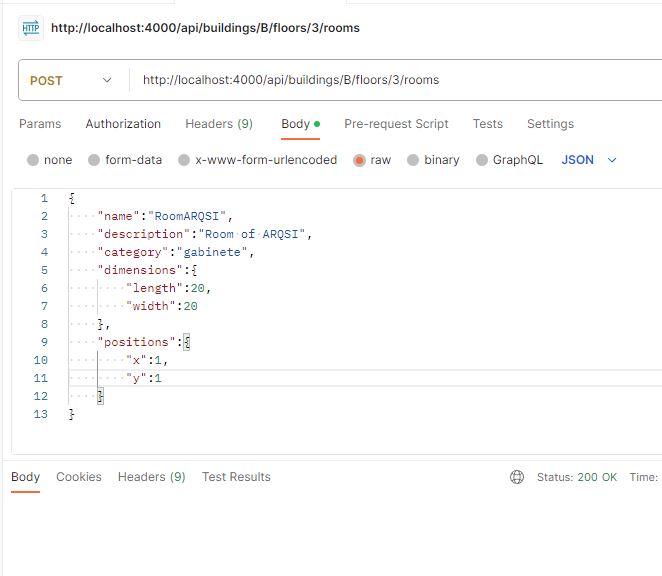 HTTP http://localhost:4000/api/buildings/B/floors/3/rooms
POST http://localhost:4000/api/buildings/B/floors/3/rooms
Params Authorization Headers (9) Body Pre-request Script Tests Settings
none form-data x-www-form-urlencoded raw binary GraphQL JSON
1 {
2 "name":"RoomARQSI",
3 "description":"Room of ARQSI",
4 "category":"gabinete",
5 "dimensions":{
6 "length":20,
7 "width":20
8 },
9 "positions":{
10 "x":1,
11 "y":1
12 }
13 }
Body Cookies Headers (9) Test Results Status: 200 OK Time: